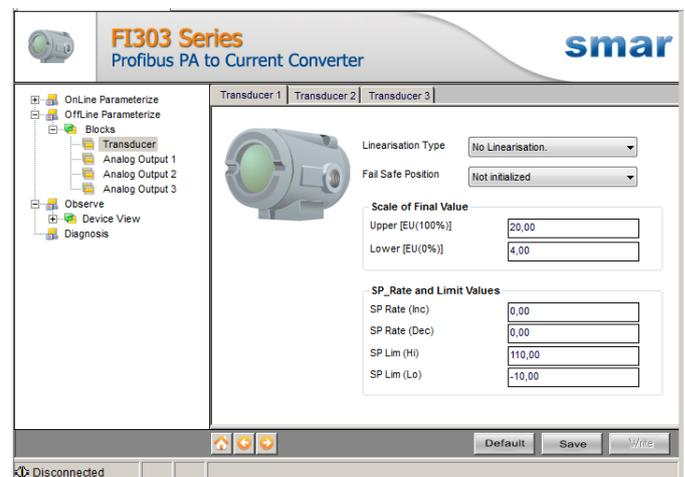 FI303 Series
Profibus PA to Current Converter
smar
OnLine Parameterize
OffLine Parameterize
Blocks
Transducer
Analog Output 1
Analog Output 2
Analog Output 3
Observe
Device View
Diagnosis
Transducer 1 Transducer 2 Transducer 3
Linearisation Type No Linearisation.
Fail Safe Position Not initialized
Scale of Final Value
Upper [EU(100%)] 20,00
Lower [EU(0%)] 4,00
SP_Rate and Limit Values
SP Rate (Inc) 0,00
SP Rate (Dec) 0,00
SP Lim (Hi) 110,00
SP Lim (Lo) -10,00
Default Save Write
Disconnected